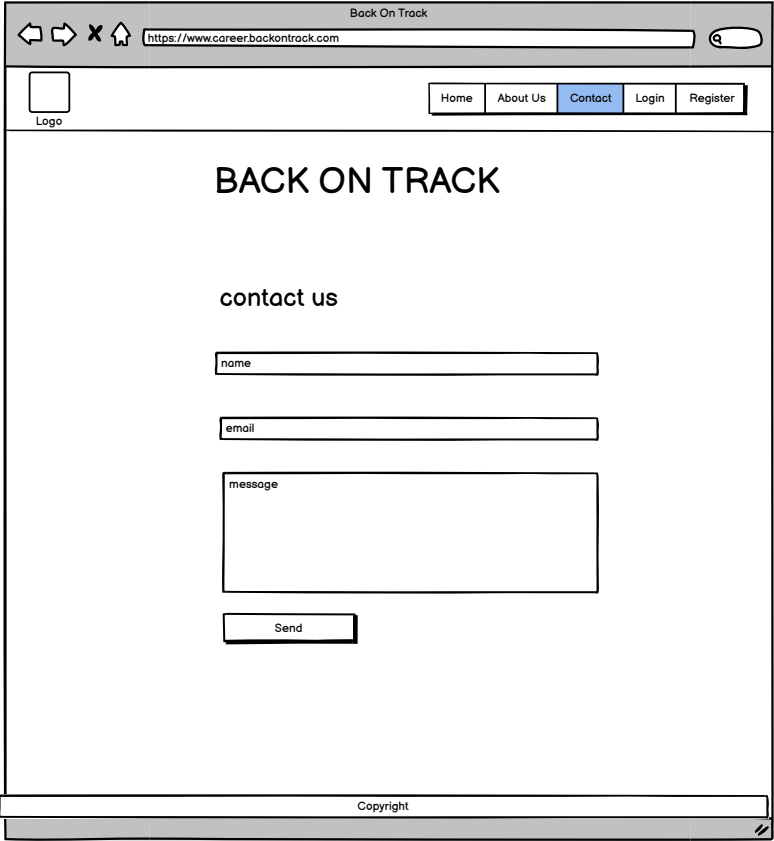 Back On Track
https://www.career.backontrack.com
Home About Us Contact Login Register
Logo
BACK ON TRACK
contact us
name
email
message
Send
Copyright